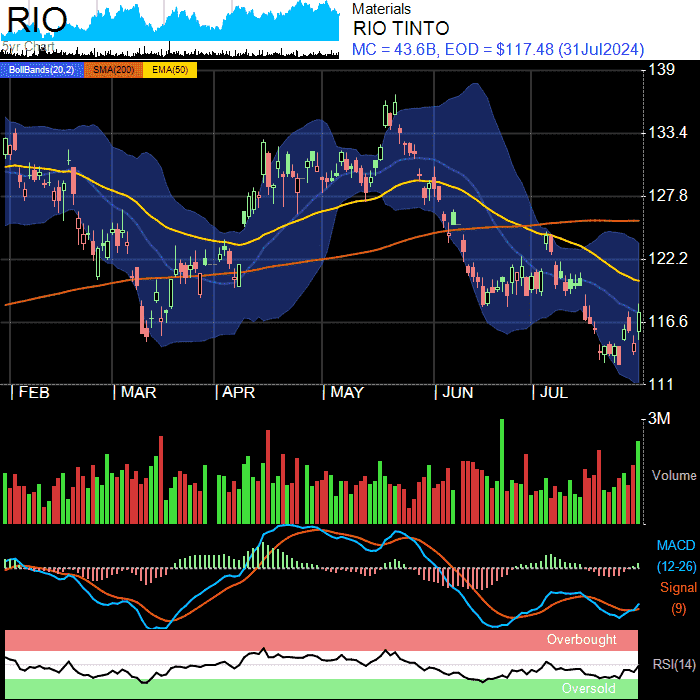 RIO
5yr Chart
Materials
RIO TINTO
MC = 43.6B, EOD = $117.48 (31Jul2024)
BollBands(20,2) SMA(200) EMA(50)
139
133.4
127.8
122.2
116.6
111
FEB MAR APR MAY JUN JUL
3M
Volume
MACD
(12-26)
Signal
(9)
Overbought
RSI(14)
Oversold